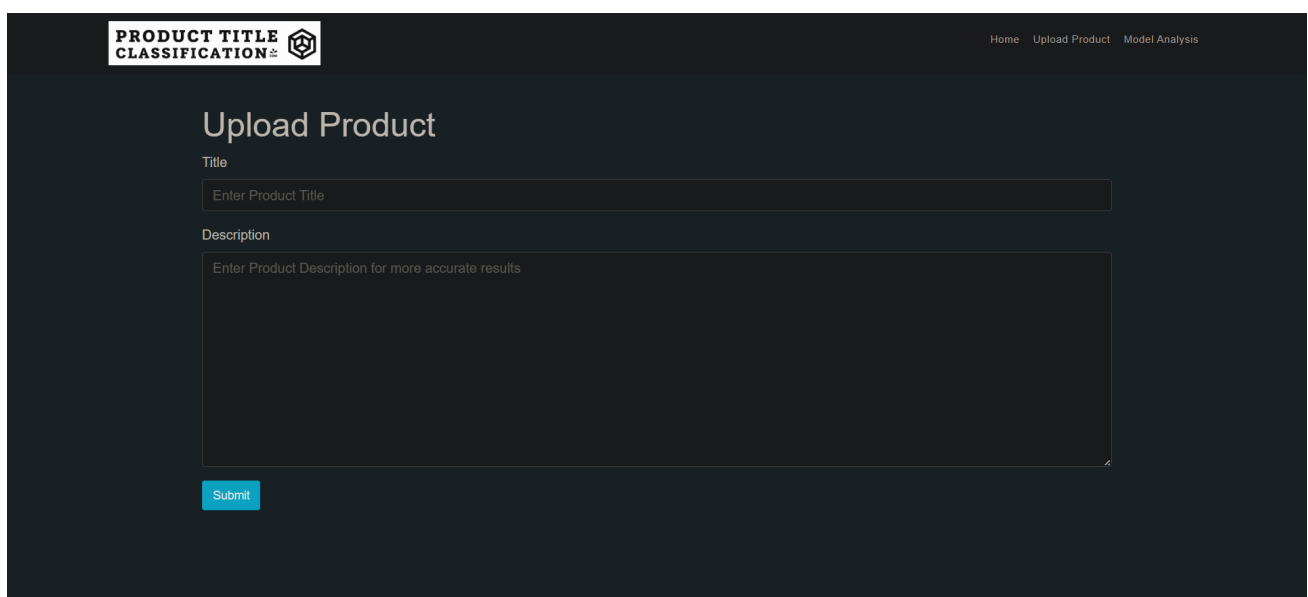 PRODUCT TITLE
CLASSIFICATION
Home Upload Product Model Analysis
Upload Product
Title
Enter Product Title
Description
Enter Product Description for more accurate results
Submit